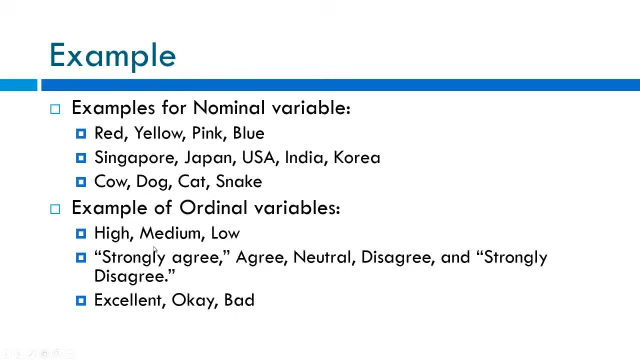 Example
Examples for Nominal variable:
Red, Yellow, Pink, Blue
Singapore, Japan, USA, India, Korea
Cow, Dog, Cat, Snake
Example of Ordinal variables:
High, Medium, Low
“Strongly agree,” Agree, Neutral, Disagree, and “Strongly
Disagree.”
Excellent, Okay, Bad